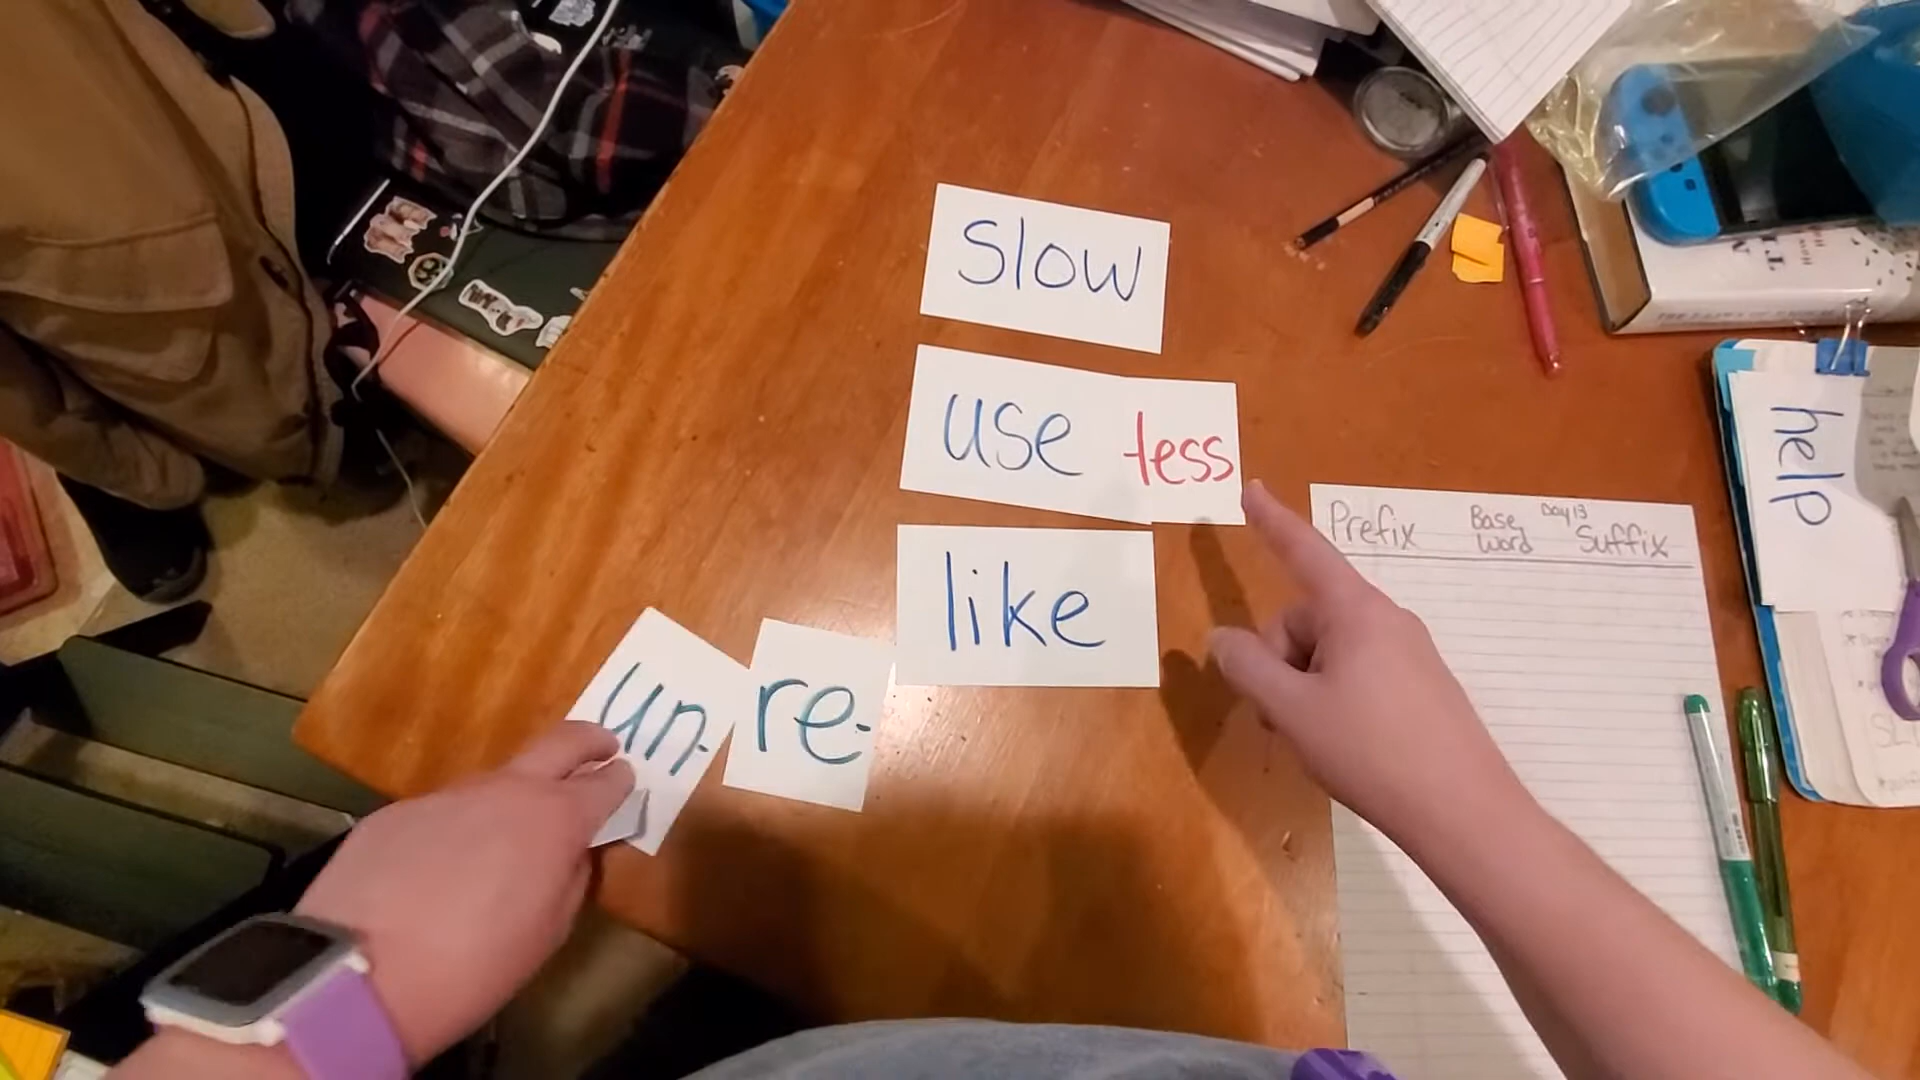 slow
use -less
like
un-
re-
Prefix
Base
word
Day 13
Suffix
help